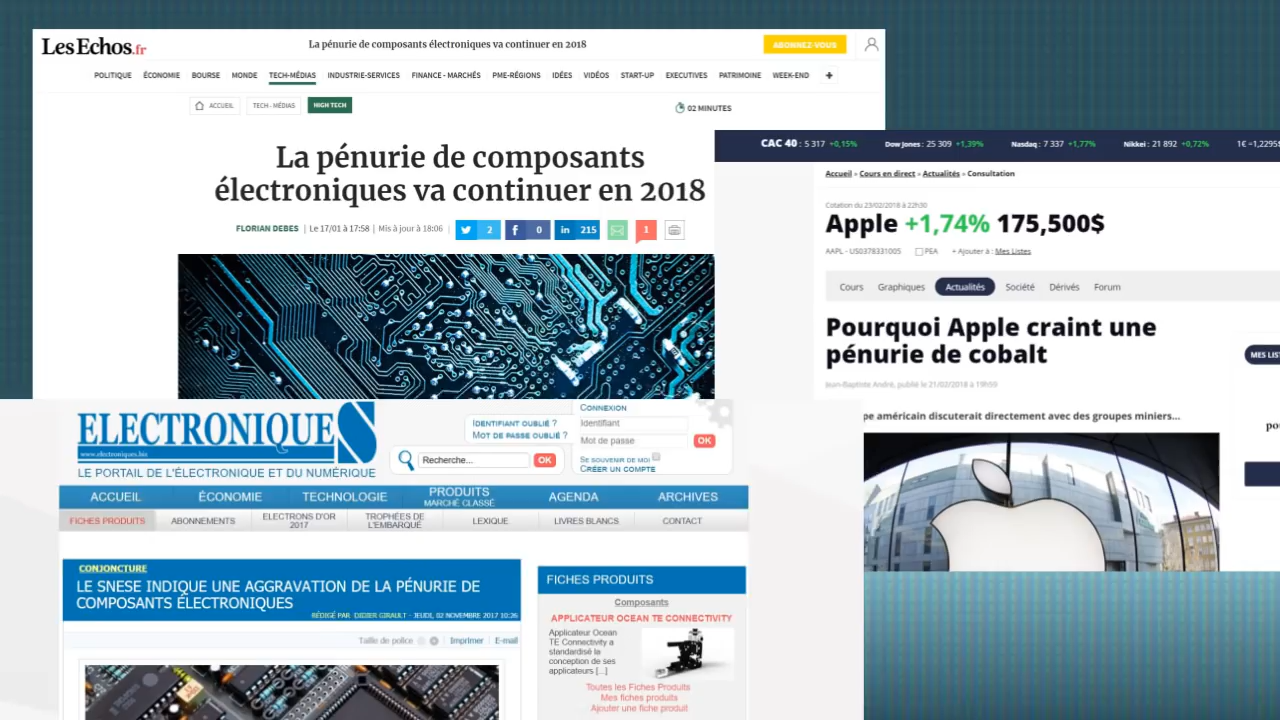 LesEchos.fr
La pénurie de composants électroniques va continuer en 2018
ABONNEZ-VOUS
POLITIQUE ÉCONOMIE BOURSE MONDE TECH-MÉDIAS INDUSTRIE-SERVICES FINANCE - MARCHÉS PME-RÉGIONS IDÉES VIDÉOS START-UP EXECUTIVES PATRIMOINE WEEK-END +
ACCUEIL TECH - MÉDIAS HIGH TECH
02 MINUTES
La pénurie de composants
électroniques va continuer en 2018
FLORIAN DEBES | Le 17/01 à 17:58 | Mis à jour à 18:06 |
2 f 0 in 215 1
CAC 40 : 5 317 +0,15% Dow Jones : 25 309 +1,39% Nasdaq : 7 337 +1,77% Nikkei : 21 892 +0,72% 1€ =1,2295$
Accueil » Cours en direct » Actualités » Consultation
Cotation du 23/02/2018 à 22h30
Apple +1,74% 175,500$
AAPL - US0378331005 PEA + Ajouter à : Mes Listes
Cours Graphiques Actualités Société Dérivés Forum
Pourquoi Apple craint une
pénurie de cobalt
MES LIS
Jean-Baptiste André, publié le 21/02/2018 à 11h59
pe américain discuterait directement avec des groupes miniers...
po
ELECTRONIQUES
www.electroniques.biz
LE PORTAIL DE L'ÉLECTRONIQUE ET DU NUMÉRIQUE
IDENTIFIANT OUBLIÉ ?
MOT DE PASSE OUBLIÉ ?
CONNEXION
Identifiant
Mot de passe OK
SE SOUVENIR DE MOI
CRÉER UN COMPTE
Recherche... OK
ACCUEIL ÉCONOMIE TECHNOLOGIE PRODUITS AGENDA ARCHIVES
MARCHÉ CLASSÉ
FICHES PRODUITS ABONNEMENTS ELECTRONS D'OR TROPHÉES DE LEXIQUE LIVRES BLANCS CONTACT
2017 L'EMBARQUÉ
CONJONCTURE
LE SNESE INDIQUE UNE AGGRAVATION DE LA PÉNURIE DE
COMPOSANTS ÉLECTRONIQUES
RÉDIGÉ PAR DIDIER GIRAULT - JEUDI, 02 NOVEMBRE 2017 10:26
Taille de police Imprimer E-mail
FICHES PRODUITS
Composants
APPLICATEUR OCEAN TE CONNECTIVITY
Applicateur Ocean
TE Connectivity a
standardisé la
conception de ses
applicateurs [...]
Toutes les Fiches Produits
Mes fiches produits
Ajouter une fiche produit